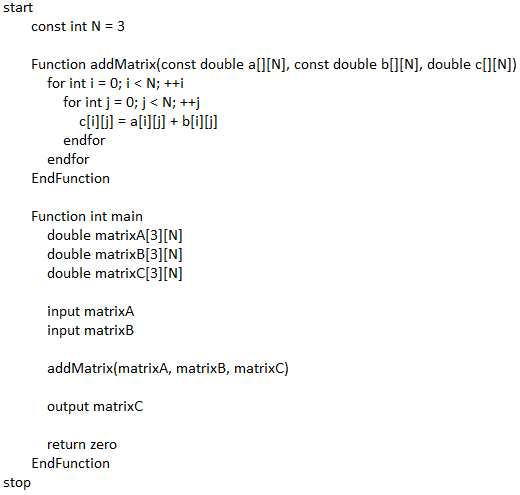 start
const int N = 3
Function addMatrix(const double a[][N], const double b[][N], double c[][N])
for int i = 0; i < N; ++i
for int j = 0; j < N; ++j
c[i][j] = a[i][j] + b[i][j]
endfor
endfor
EndFunction
Function int main
double matrixA[3][N]
double matrixB[3][N]
double matrixC[3][N]
input matrixA
input matrixB
addMatrix(matrixA, matrixB, matrixC)
output matrixC
return zero
EndFunction
stop